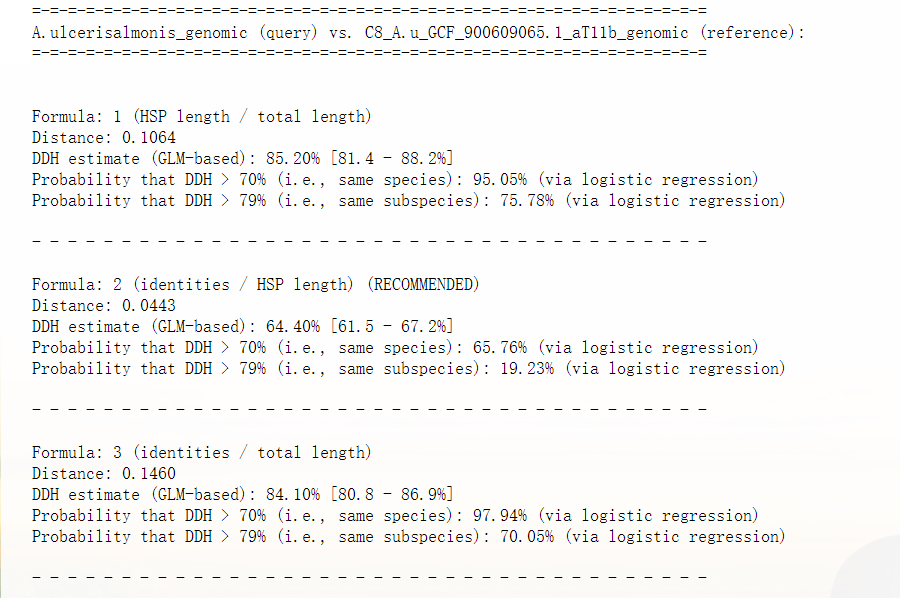 =-=-=-=-=-=-=-=-=-=-=-=-=-=-=-=-=-=-=-=-=-=-=-=-=-=-=-=-=-=-=-=-=-=-=-=-=
A.ulcerisalmonis_genomic (query) vs. C8_A.u_GCF_900609065.1_aT11b_genomic (reference):
=-=-=-=-=-=-=-=-=-=-=-=-=-=-=-=-=-=-=-=-=-=-=-=-=-=-=-=-=-=-=-=-=-=-=-=-=
Formula: 1 (HSP length / total length)
Distance: 0.1064
DDH estimate (GLM-based): 85.20% [81.4 - 88.2%]
Probability that DDH > 70% (i.e., same species): 95.05% (via logistic regression)
Probability that DDH > 79% (i.e., same subspecies): 75.78% (via logistic regression)
- - - - - - - - - - - - - - - - - - - - - - - - - - - - - - - - - - - - - -
Formula: 2 (identities / HSP length) (RECOMMENDED)
Distance: 0.0443
DDH estimate (GLM-based): 64.40% [61.5 - 67.2%]
Probability that DDH > 70% (i.e., same species): 65.76% (via logistic regression)
Probability that DDH > 79% (i.e., same subspecies): 19.23% (via logistic regression)
- - - - - - - - - - - - - - - - - - - - - - - - - - - - - - - - - - - - - -
Formula: 3 (identities / total length)
Distance: 0.1460
DDH estimate (GLM-based): 84.10% [80.8 - 86.9%]
Probability that DDH > 70% (i.e., same species): 97.94% (via logistic regression)
Probability that DDH > 79% (i.e., same subspecies): 70.05% (via logistic regression)
- - - - - - - - - - - - - - - - - - - - - - - - - - - - - - - - - - - - - -